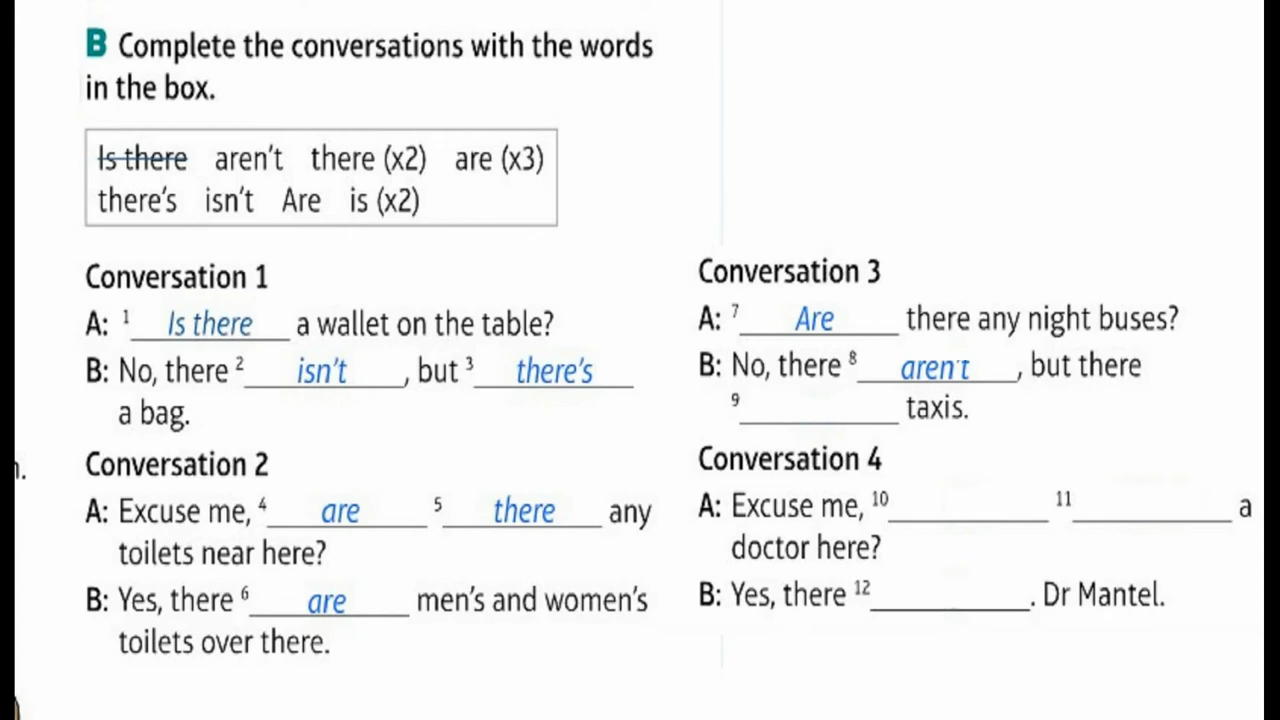 B Complete the conversations with the words
in the box.
Is there aren't there (x2) are (x3)
there's isn't Are is (x2)
Conversation 1
A: 1 Is there a wallet on the table?
B: No, there 2 isn't, but 3 there's
a bag.
Conversation 2
A: Excuse me, 4 are 5 there any
toilets near here?
B: Yes, there 6 are men's and women's
toilets over there.
Conversation 3
A: 7 Are there any night buses?
B: No, there 8 aren't, but there
9 ________ taxis.
Conversation 4
A: Excuse me, 10 ________ 11 ________ a
doctor here?
B: Yes, there 12 ________. Dr Mantel.